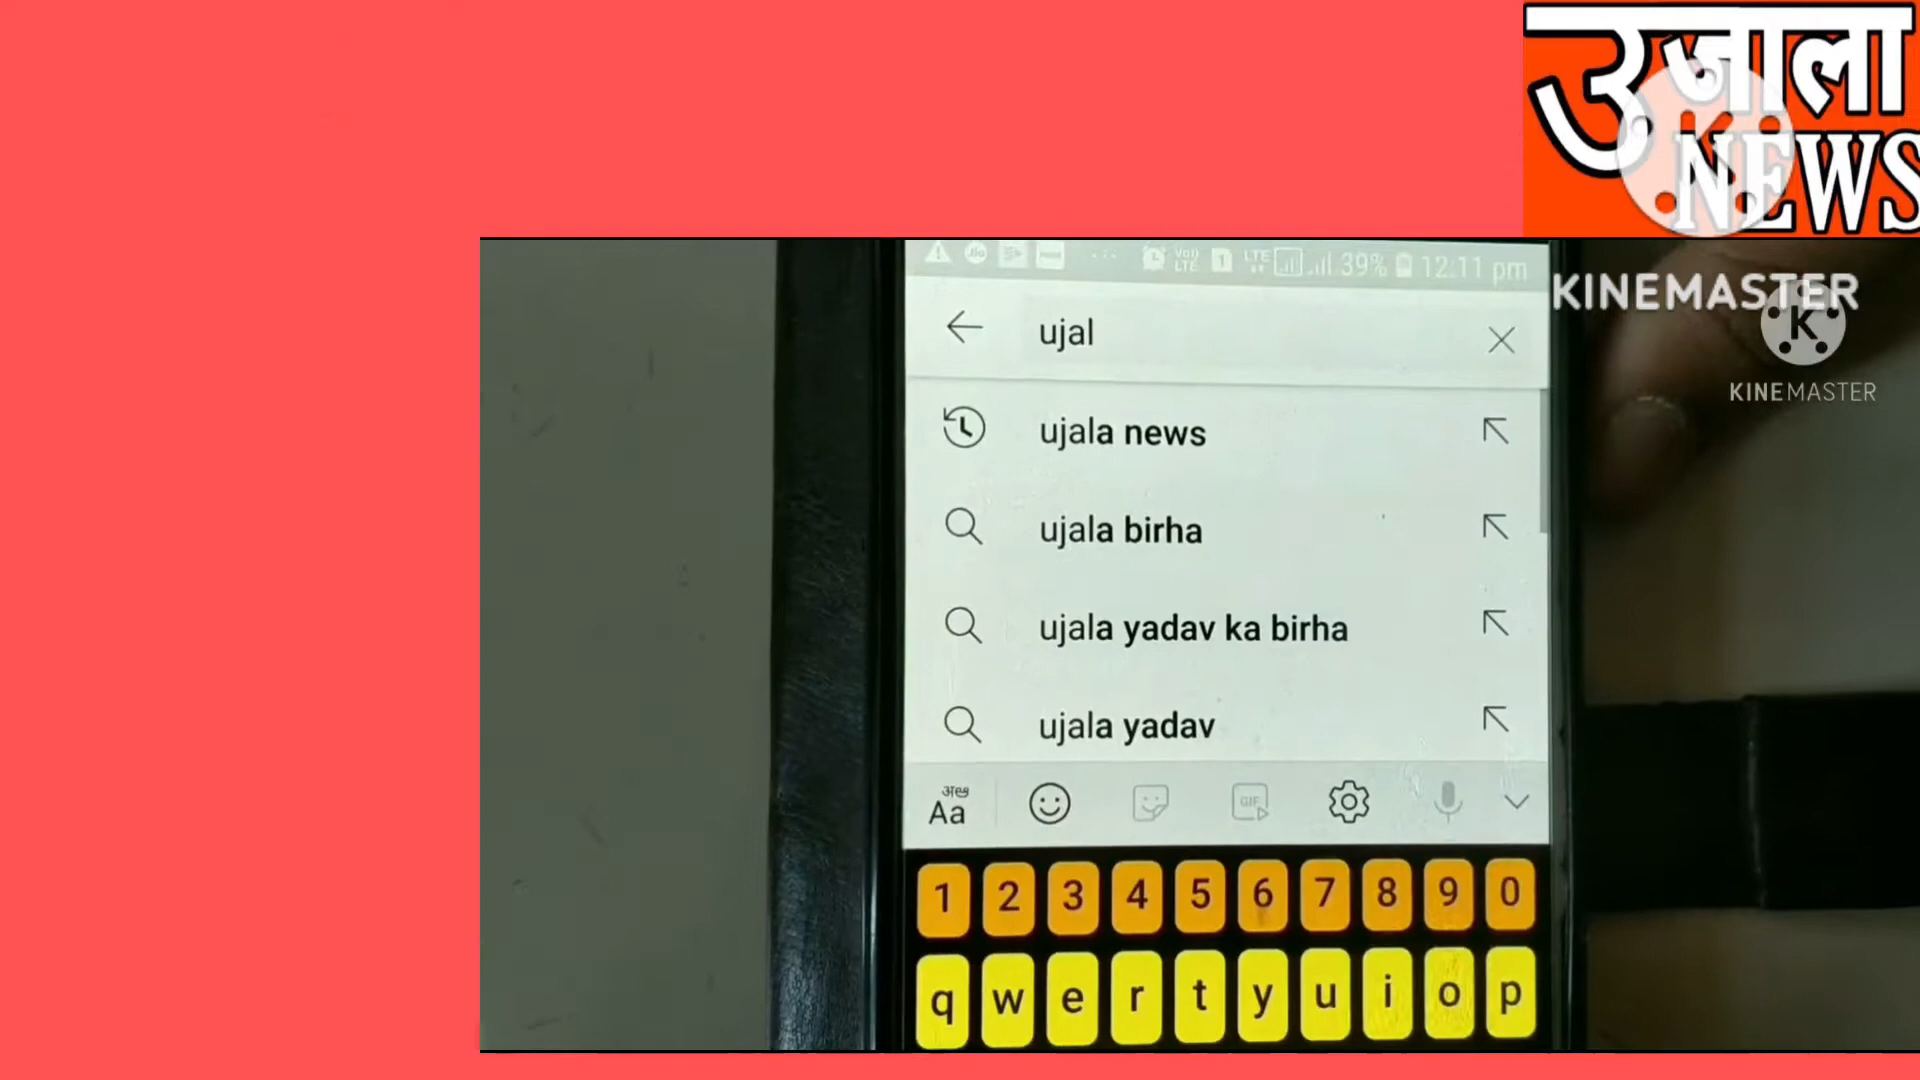 उजाला
NEWS
39% 12:11 pm
KINEMASTER
ujal
K
KINEMASTER
ujala news
ujala birha
ujala yadav ka birha
ujala yadav
Aa
GIF
1 2 3 4 5 6 7 8 9 0
q w e r t y u i o p